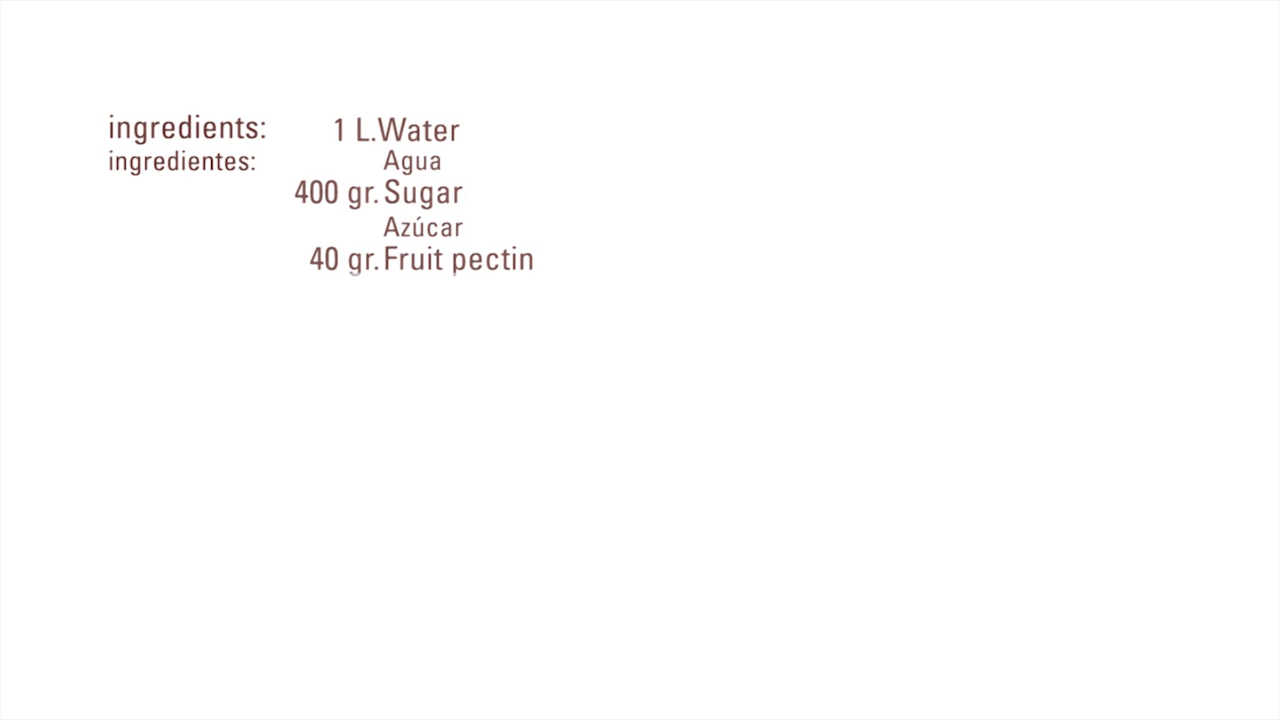 ingredients: 1 L. Water
ingredientes: Agua
400 gr. Sugar
Azúcar
40 gr. Fruit pectin